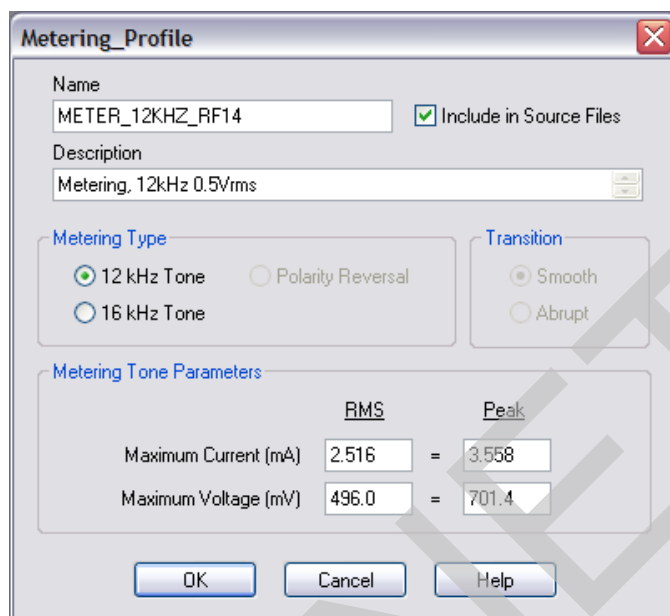 Metering_Profile
Name
METER_12KHZ_RF14
Include in Source Files
Description
Metering, 12kHz 0.5Vrms
Metering Type
12 kHz Tone
Polarity Reversal
16 kHz Tone
Transition
Smooth
Abrupt
Metering Tone Parameters
RMS Peak
Maximum Current (mA) 2.516 = 3.558
Maximum Voltage (mV) 496.0 = 701.4
OK Cancel Help